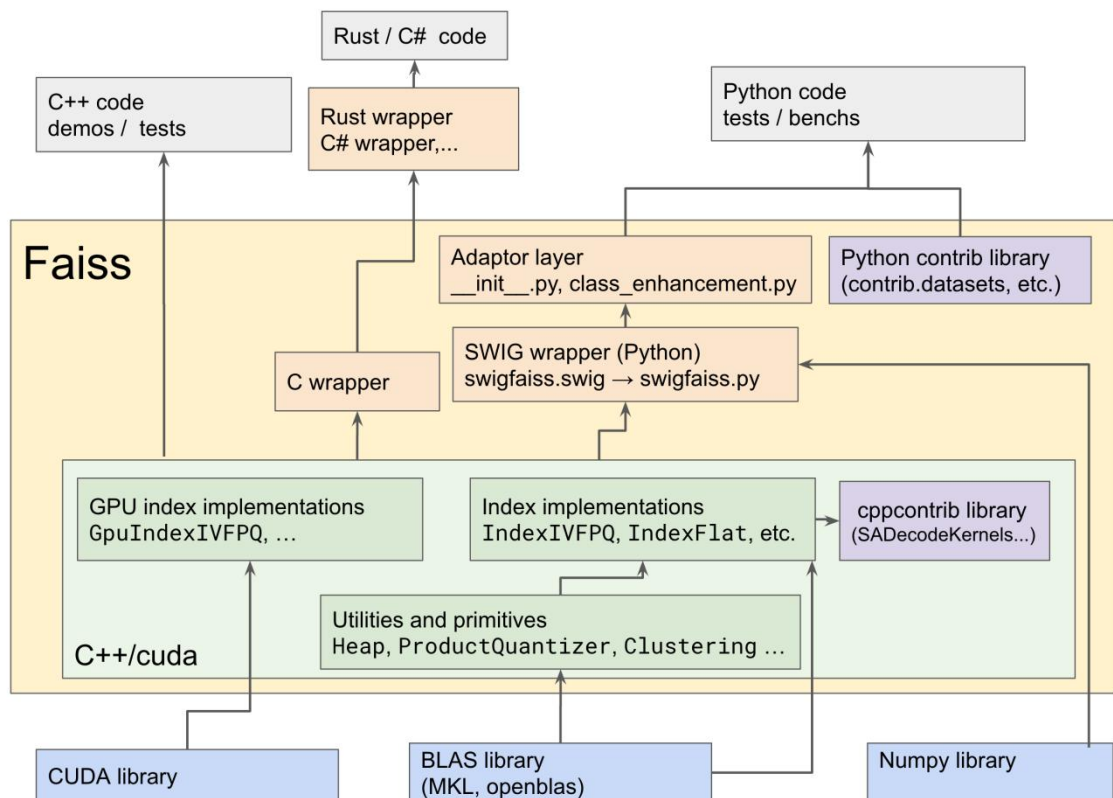 Rust / C# code
C++ code
demos / tests
Rust wrapper
C# wrapper,...
Python code
tests / benchs
Faiss
Adaptor layer
__init__.py, class_enhancement.py
Python contrib library
(contrib.datasets, etc.)
C wrapper
SWIG wrapper (Python)
swigfaiss.swig → swigfaiss.py
GPU index implementations
GpuIndexIVFPQ, …
Index implementations
IndexIVFPQ, IndexFlat, etc.
cppcontrib library
(SADecodeKernels...)
Utilities and primitives
Heap, ProductQuantizer, Clustering …
C++/cuda
CUDA library
BLAS library
(MKL, openblas)
Numpy library